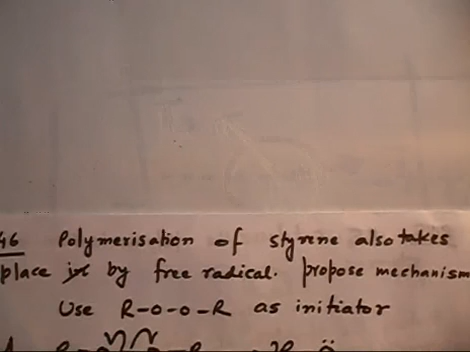 46 Polymerisation of styrene also takes
place by free radical. propose mechanism
Use R-O-O-R as initiator